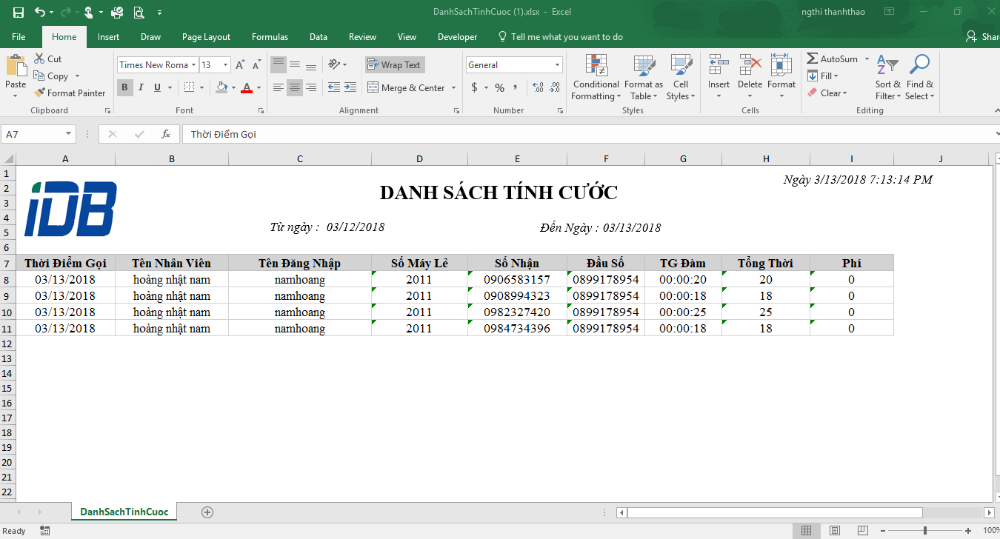 DanhSachTinhCuoc (1).xlsx - Excel
ngthi thanhthao
File Home Insert Draw Page Layout Formulas Data Review View Developer Tell me what you want to do Shar
Paste Cut Copy Format Painter
Clipboard
Times New Roma 13
B I U A
Font
Wrap Text
Merge & Center
Alignment
General
$ % ,
Number
Conditional Formatting Format as Table Cell Styles
Styles
Insert Delete Format
Cells
AutoSum Fill Clear Sort & Filter Find & Select
Editing
A7 fx Thời Điểm Gọi
A B C D E F G H I J
1
2
3
4
5
6
iDB
Ngày 3/13/2018 7:13:14 PM
DANH SÁCH TÍNH CƯỚC
Từ ngày : 03/12/2018 Đến Ngày : 03/13/2018
7 Thời Điểm Gọi Tên Nhân Viên Tên Đăng Nhập Số Máy Lẻ Số Nhận Đầu Số TG Đàm Tổng Thời Phí
8 03/13/2018 hoàng nhật nam namhoang 2011 0906583157 0899178954 00:00:20 20 0
9 03/13/2018 hoàng nhật nam namhoang 2011 0908994323 0899178954 00:00:18 18 0
10 03/13/2018 hoàng nhật nam namhoang 2011 0982327420 0899178954 00:00:25 25 0
11 03/13/2018 hoàng nhật nam namhoang 2011 0984734396 0899178954 00:00:18 18 0
12
13
14
15
16
17
18
19
20
21
22
DanhSachTinhCuoc
Ready 100%